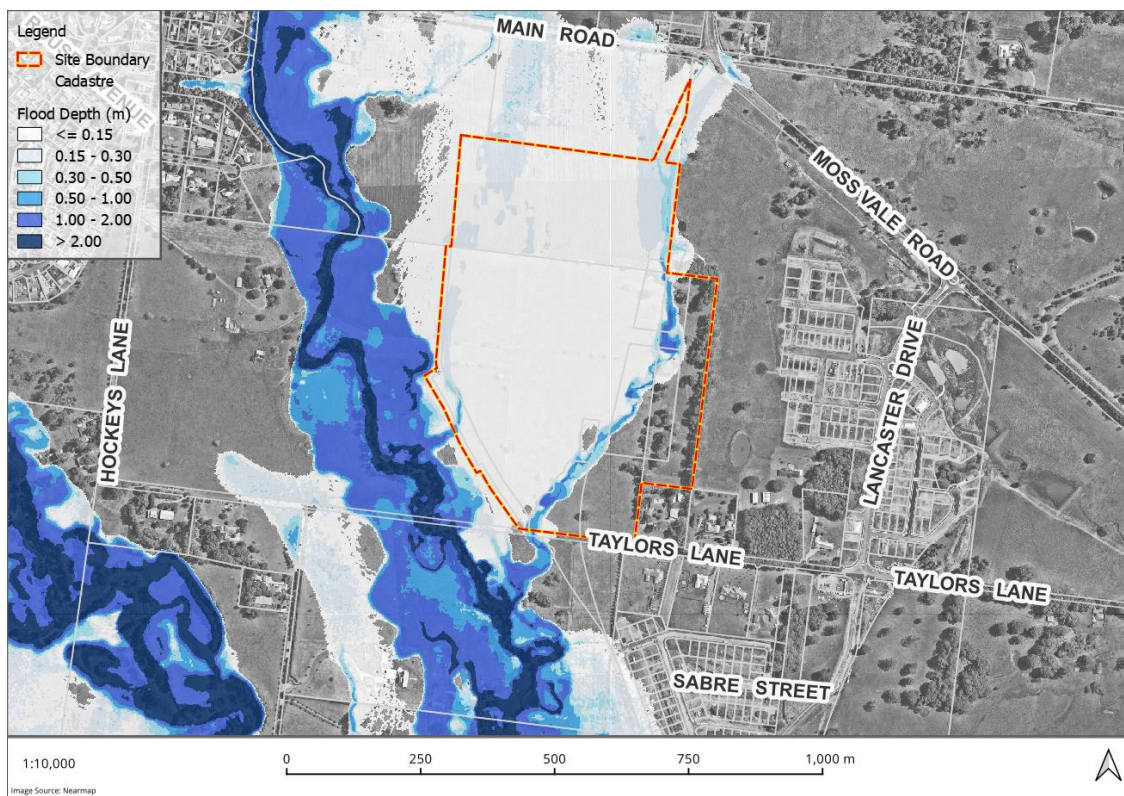 Legend
Site Boundary
Cadastre
Flood Depth (m)
<= 0.15
0.15 - 0.30
0.30 - 0.50
0.50 - 1.00
1.00 - 2.00
> 2.00
MAIN ROAD
MOSS VALE ROAD
HOCKEYS LANE
LANCASTER DRIVE
TAYLORS LANE
TAYLORS LANE
SABRE STREET
1:10,000
0 250 500 750 1,000 m
Image Source: Nearmap